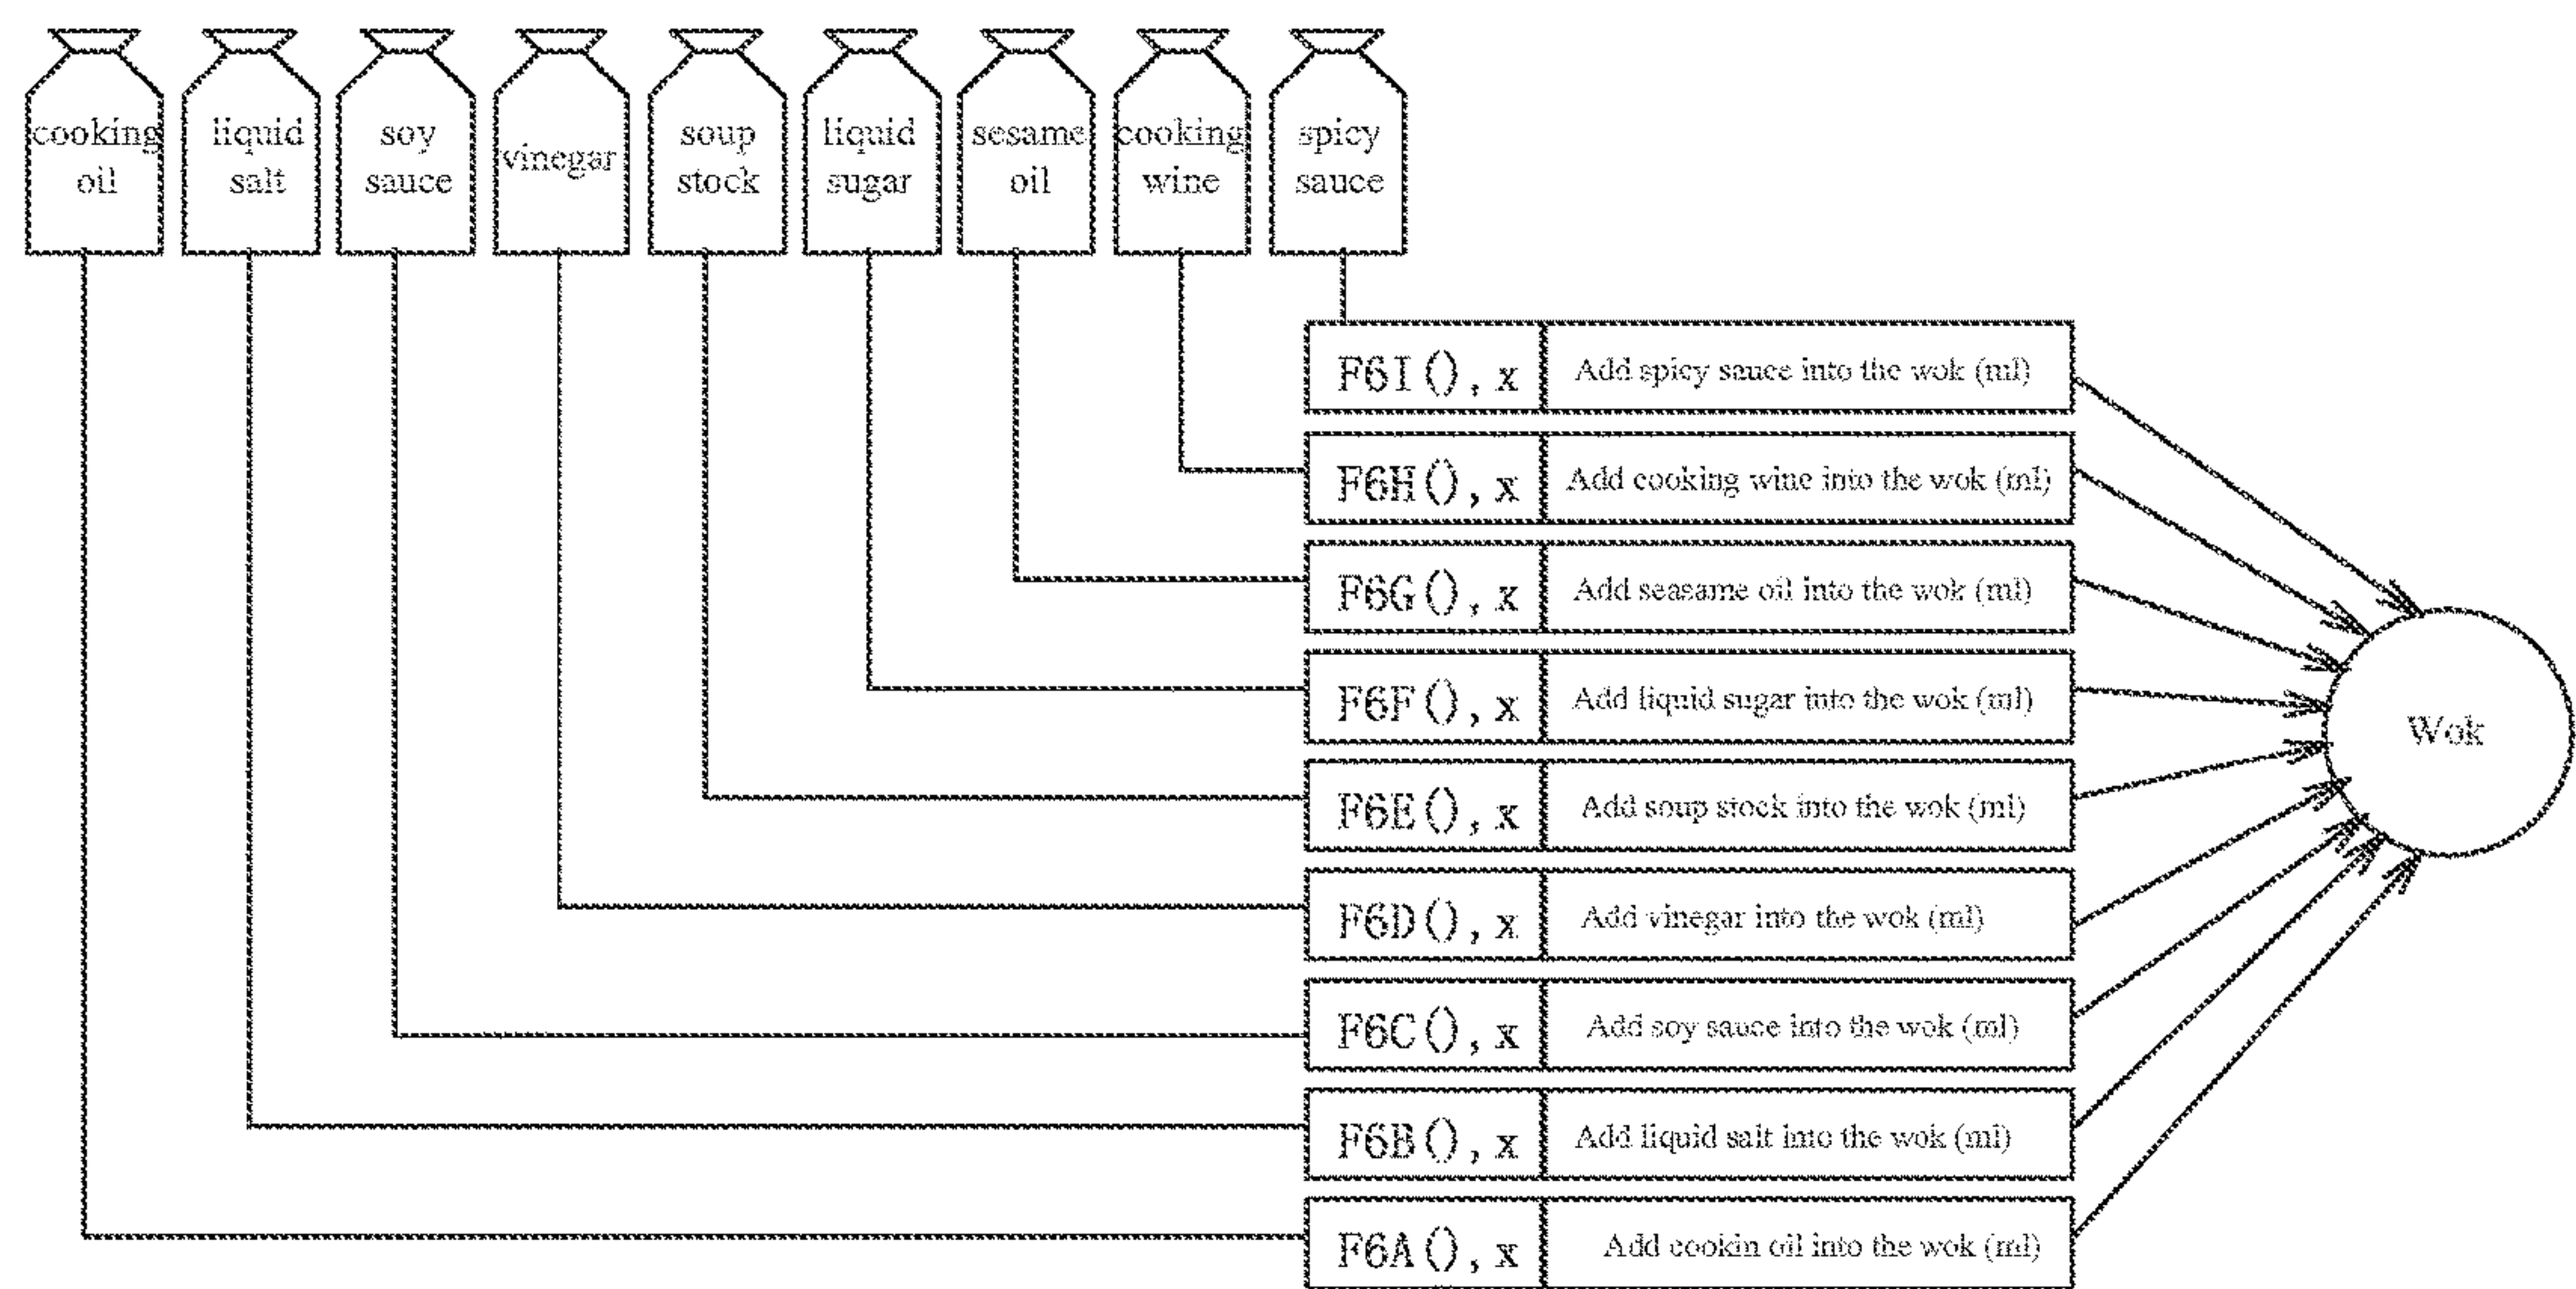 cooking
oil
liquid
salt
soy
sauce
vinegar
soup
stock
liquid
sugar
sesame
oil
cooking
wine
spicy
sauce
F6I(), x Add spicy sauce into the wok (ml)
F6H(), x Add cooking wine into the wok (ml)
F6G(), x Add seasame oil into the wok (ml)
F6F(), x Add liquid sugar into the wok (ml)
Wok
F6E(), x Add soup stock into the wok (ml)
F6D(), x Add vinegar into the wok (ml)
F6C(), x Add soy sauce into the wok (ml)
F6B(), x Add liquid salt into the wok (ml)
F6A(), x Add cookin oil into the wok (ml)